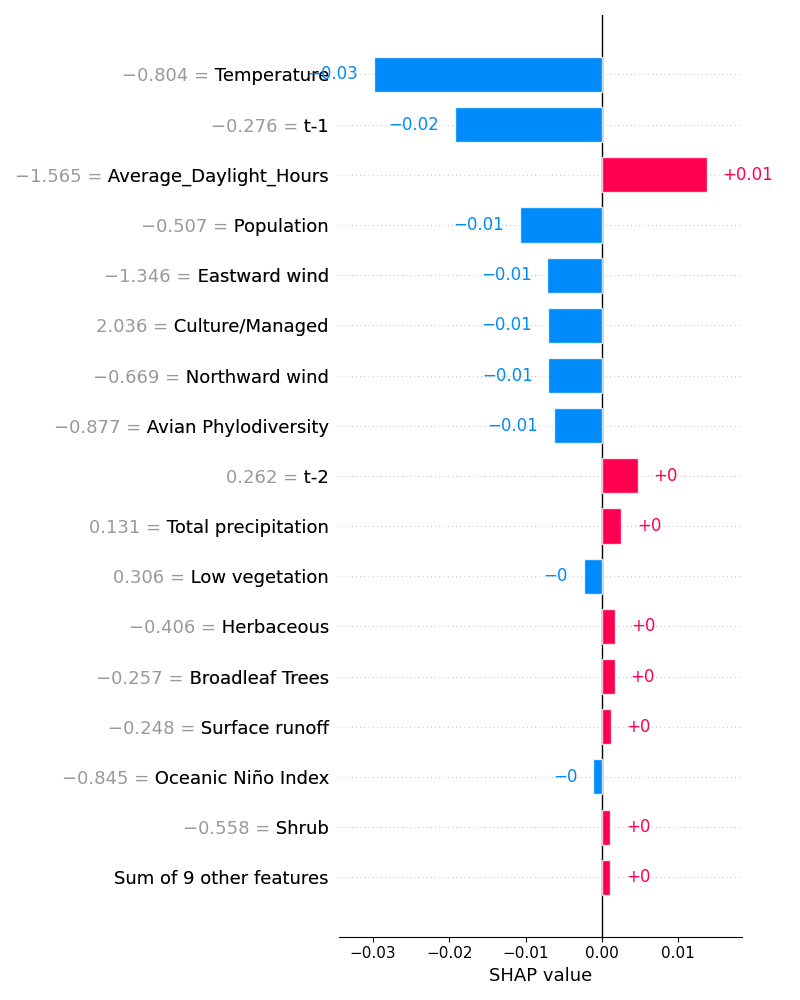 −0.804 = Temperature −0.03
−0.276 = t-1 −0.02
−1.565 = Average_Daylight_Hours +0.01
−0.507 = Population −0.01
−1.346 = Eastward wind −0.01
2.036 = Culture/Managed −0.01
−0.669 = Northward wind −0.01
−0.877 = Avian Phylodiversity −0.01
0.262 = t-2 +0
0.131 = Total precipitation +0
0.306 = Low vegetation −0
−0.406 = Herbaceous +0
−0.257 = Broadleaf Trees +0
−0.248 = Surface runoff +0
−0.845 = Oceanic Niño Index −0
−0.558 = Shrub +0
Sum of 9 other features +0
−0.03 −0.02 −0.01 0.00 0.01
SHAP value